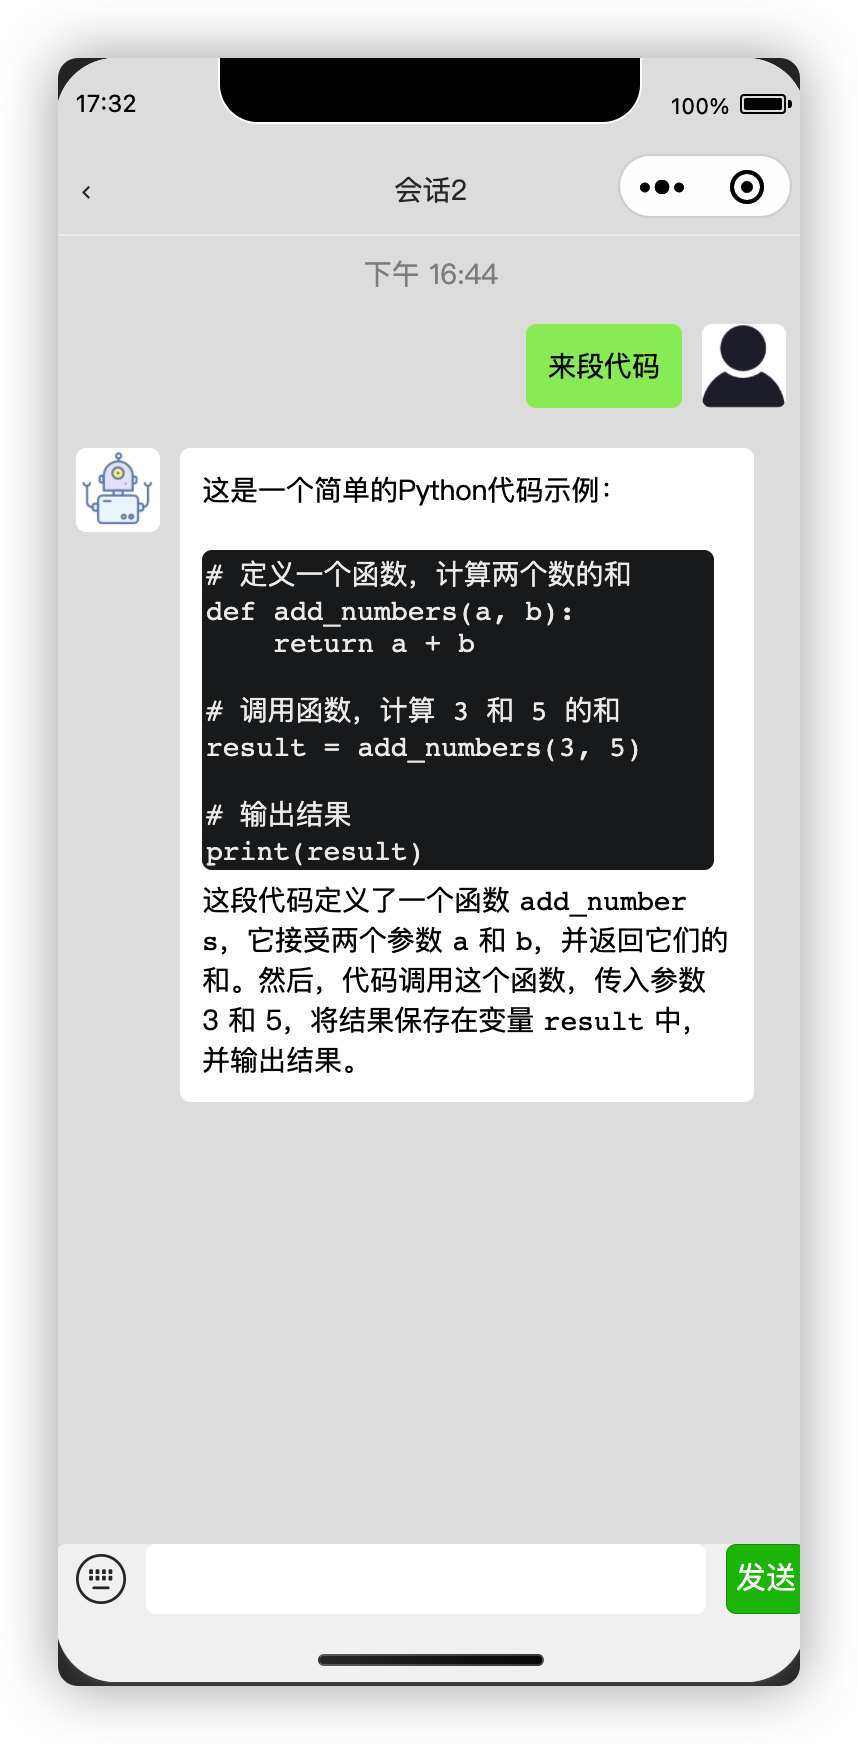 17:32
100%
‹
会话2
下午 16:44
来段代码
这是一个简单的Python代码示例：
# 定义一个函数，计算两个数的和
def add_numbers(a, b):
    return a + b
# 调用函数，计算 3 和 5 的和
result = add_numbers(3, 5)
# 输出结果
print(result)
这段代码定义了一个函数 add_number
s，它接受两个参数 a 和 b，并返回它们的
和。然后，代码调用这个函数，传入参数
3 和 5，将结果保存在变量 result 中，
并输出结果。
发送